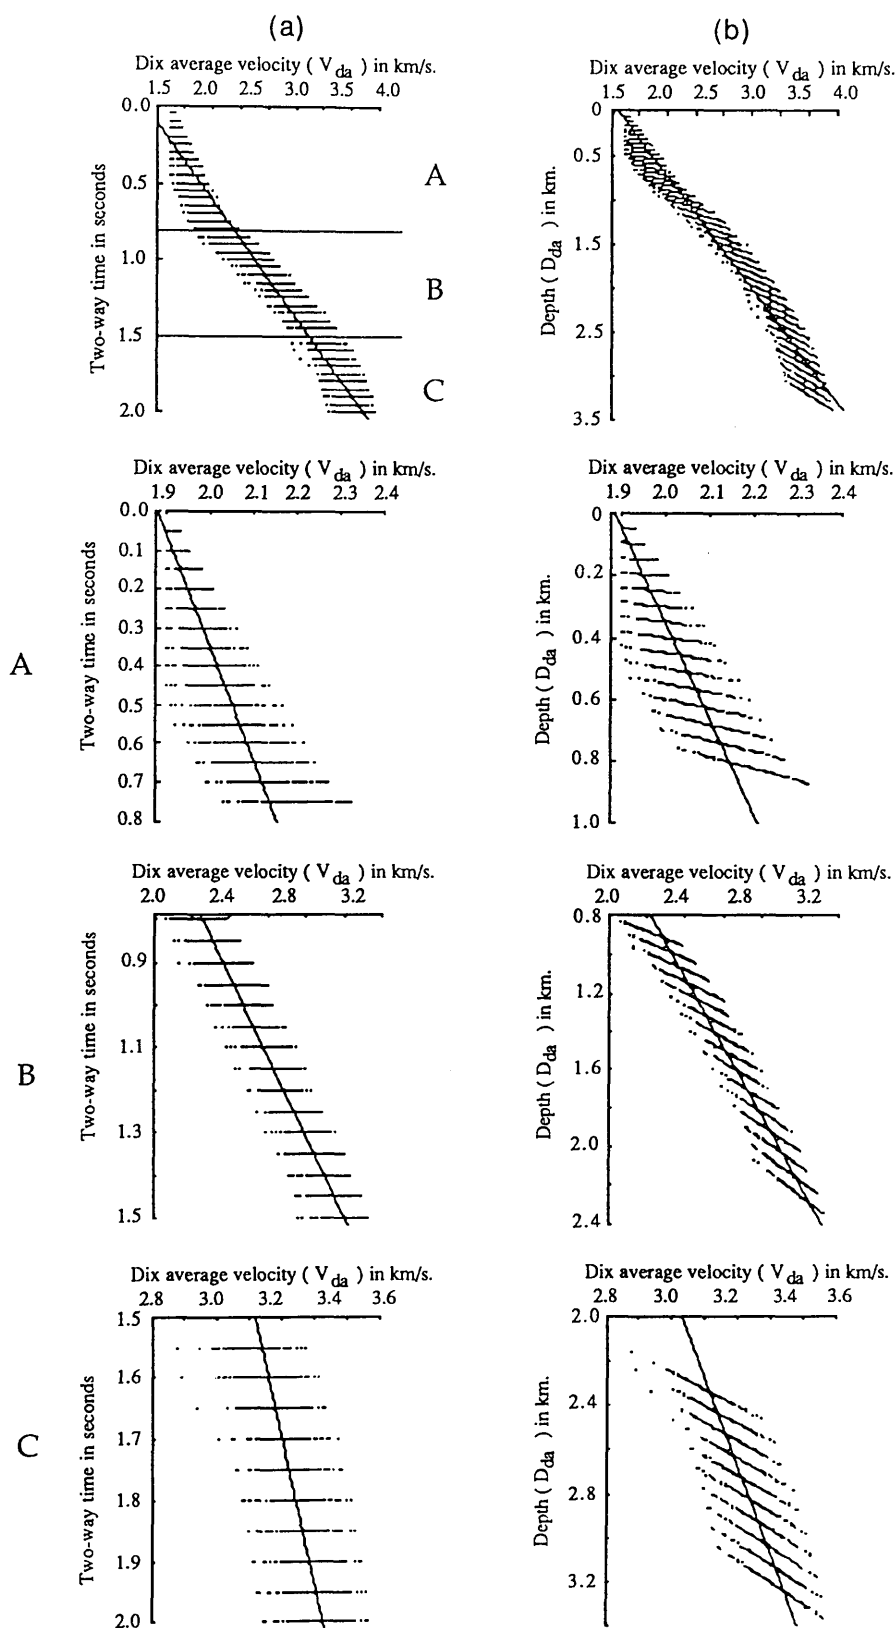 (a) (b)
Dix average velocity ( Vda ) in km/s. Dix average velocity ( Vda ) in km/s.
1.5 2.0 2.5 3.0 3.5 4.0 1.5 2.0 2.5 3.0 3.5 4.0
Two-way time in seconds
0.0
0.5
1.0
1.5
2.0
A
B
C
Depth ( Dda ) in km.
0
0.5
1.5
2.5
3.5
A
Dix average velocity ( Vda ) in km/s. Dix average velocity ( Vda ) in km/s.
1.9 2.0 2.1 2.2 2.3 2.4 1.9 2.0 2.1 2.2 2.3 2.4
Two-way time in seconds
0.0
0.1
0.2
0.3
0.4
0.5
0.6
0.7
0.8
Depth ( Dda ) in km.
0
0.2
0.4
0.6
0.8
1.0
B
Dix average velocity ( Vda ) in km/s. Dix average velocity ( Vda ) in km/s.
2.0 2.4 2.8 3.2 2.0 2.4 2.8 3.2
Two-way time in seconds
0.9
1.1
1.3
1.5
Depth ( Dda ) in km.
0.8
1.2
1.6
2.0
2.4
C
Dix average velocity ( Vda ) in km/s. Dix average velocity ( Vda ) in km/s.
2.8 3.0 3.2 3.4 3.6 2.8 3.0 3.2 3.4 3.6
Two-way time in seconds
1.5
1.6
1.7
1.8
1.9
2.0
Depth ( Dda ) in km.
2.0
2.4
2.8
3.2